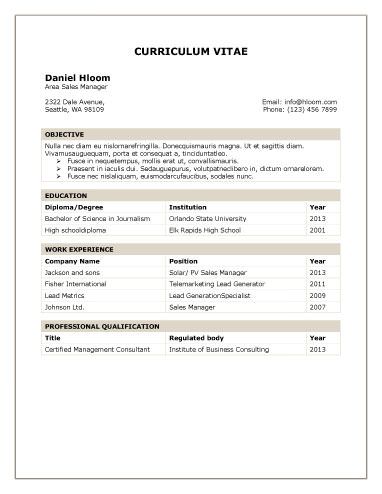 CURRICULUM VITAE
Daniel Hloom
Area Sales Manager
2322 Dale Avenue, Email: info@hloom.com
Seattle, WA 98109 Phone: (123) 456 7899
OBJECTIVE
Nulla nec diam eu nislornarefringilla. Donecquismauris magna. Ut et sagittis diam.
Vivamusauguequam, porta et consequat a, tinciduntatleo.
➤ Fusce in nequetempus, mollis erat ut, convallismauris.
➤ Praesent in iaculis dui. Sedaugueipurus, volutpatnecliberO in, dictum ornarelorem.
➤ Fusce nec nislaliquam, euismodarcufaucibus, sodales nunc.
EDUCATION
Diploma/Degree Institution Year
Bachelor of Science in Journalism Orlando State University 2013
High schooldiploma Elk Rapids High School 2001
WORK EXPERIENCE
Company Name Position Year
Jackson and sons Solar/ PV Sales Manager 2013
Fisher International Telemarketing Lead Generator 2011
Lead Metrics Lead GenerationSpecialist 2009
Johnson Ltd. Sales Manager 2007
PROFESSIONAL QUALIFICATION
Title Regulated body Year
Certified Management Consultant Institute of Business Consulting 2013